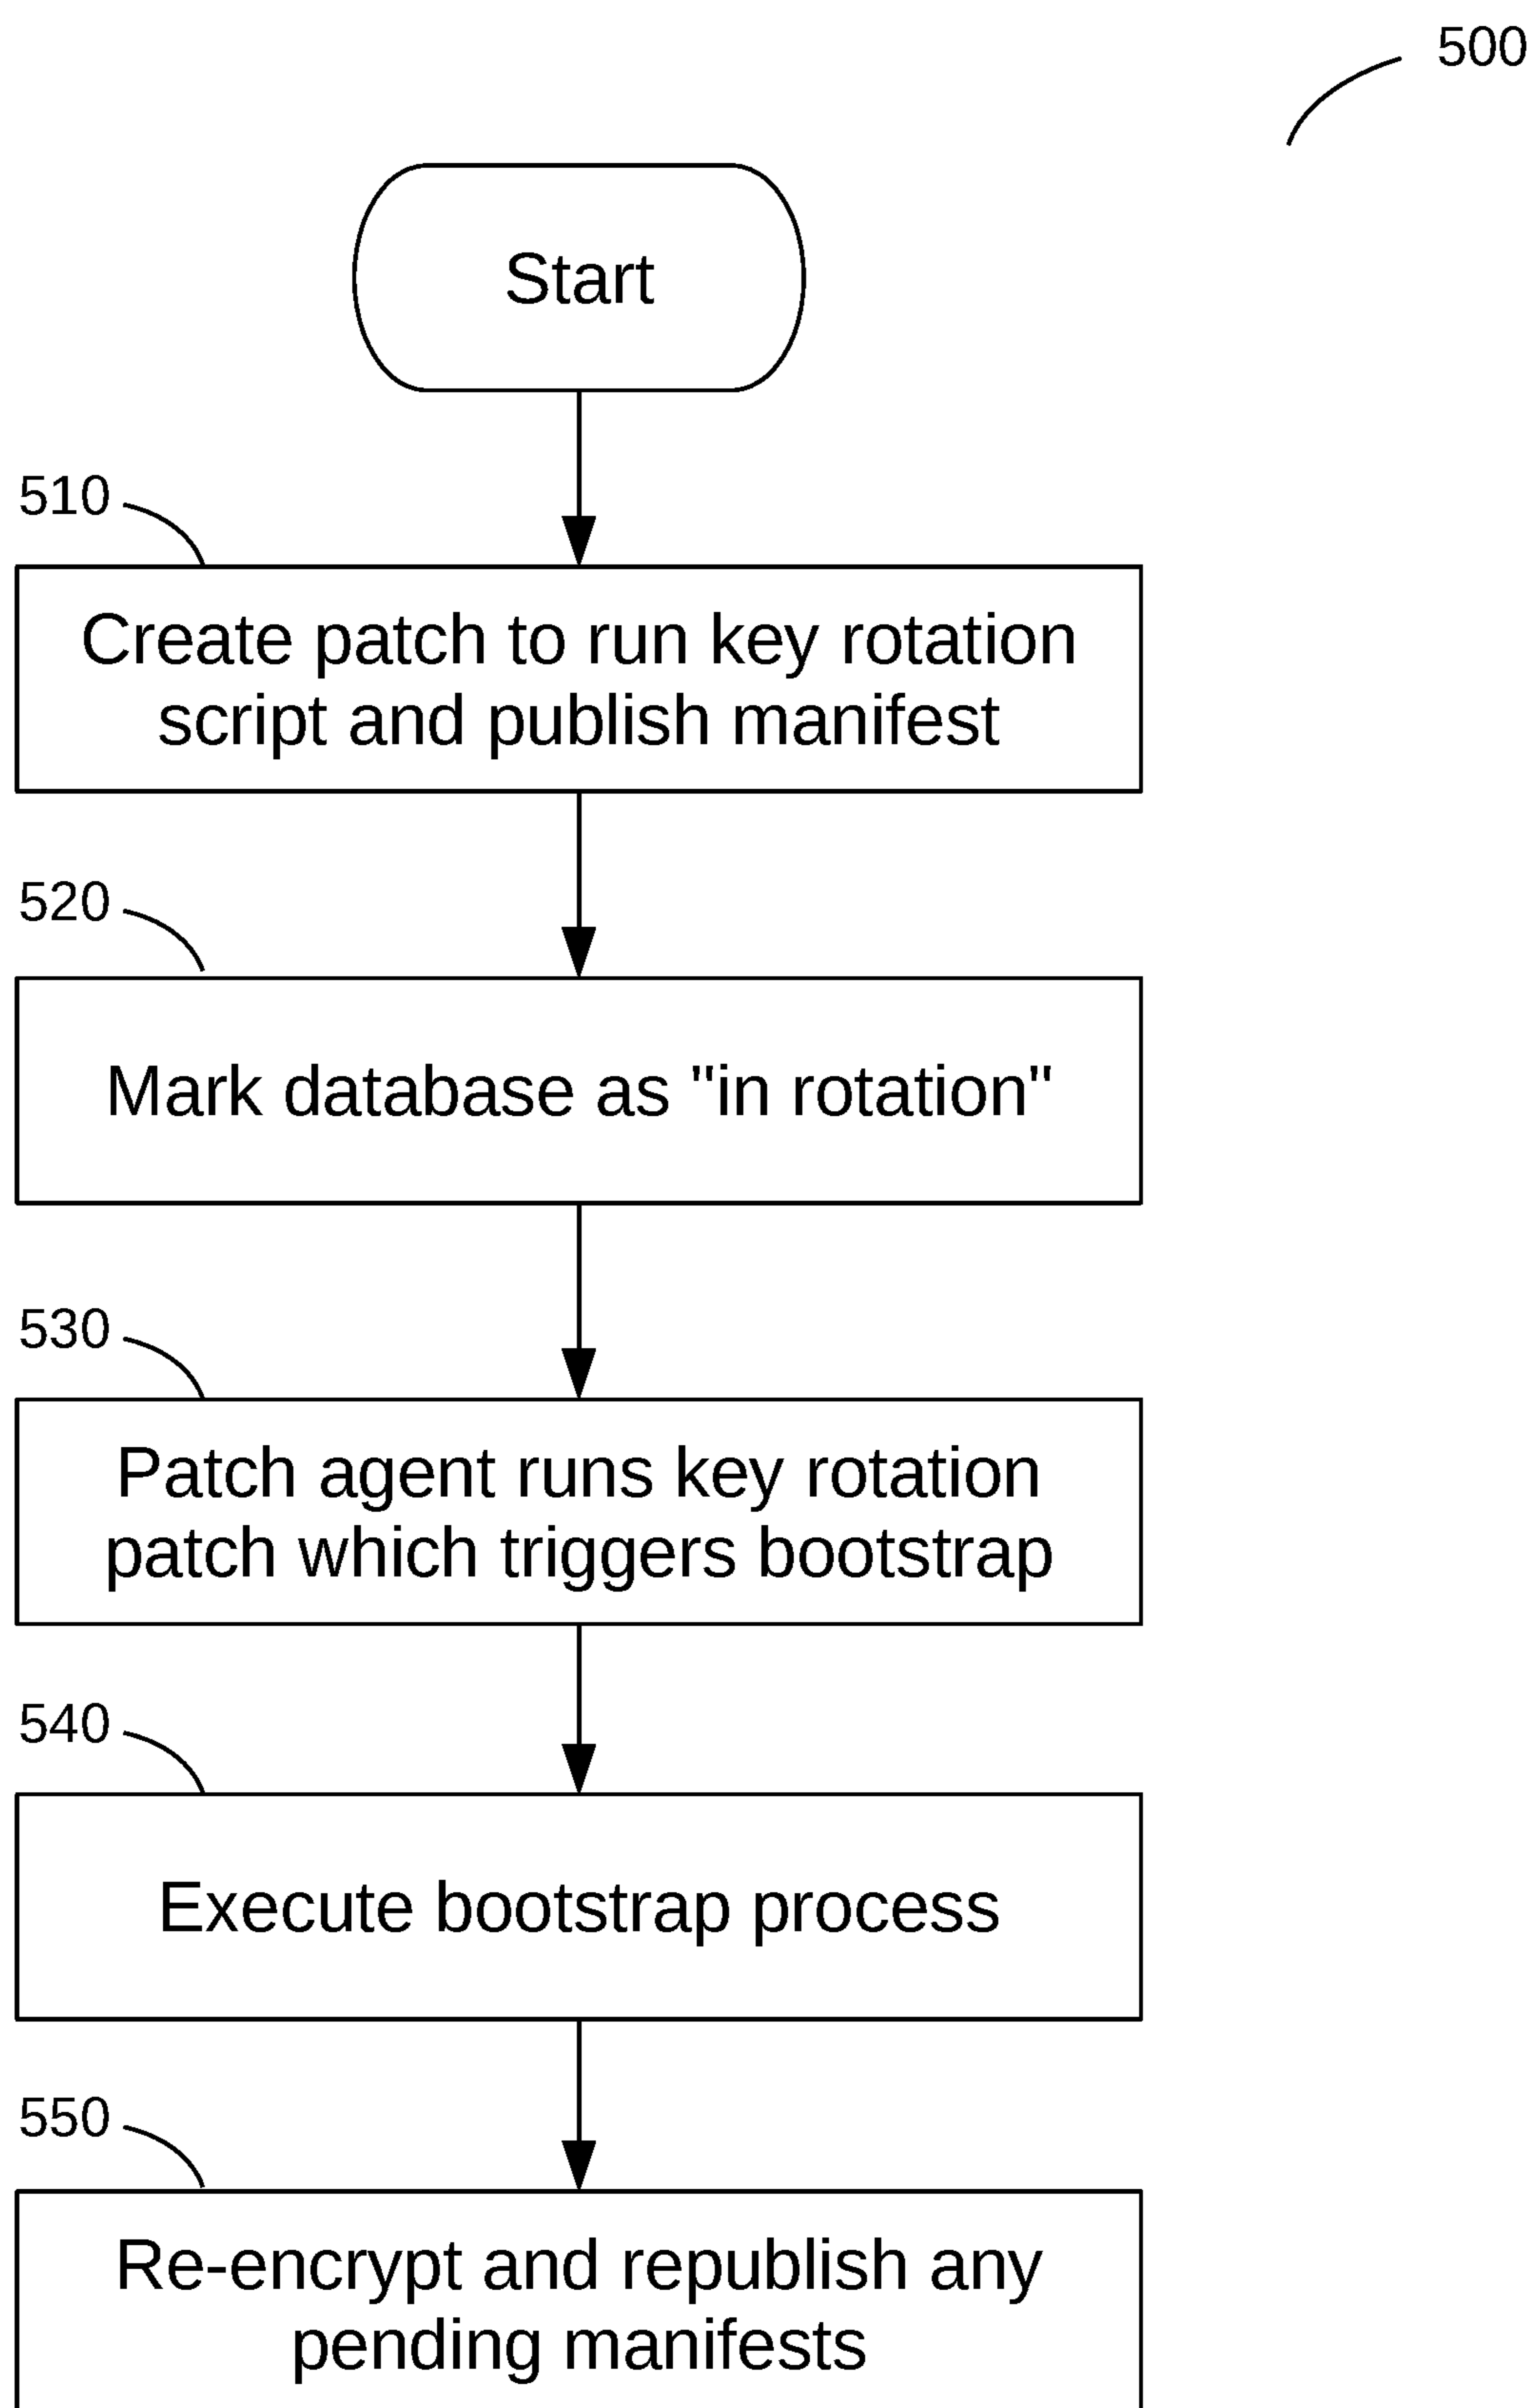 500
Start
510
Create patch to run key rotation
script and publish manifest
520
Mark database as "in rotation"
530
Patch agent runs key rotation
patch which triggers bootstrap
540
Execute bootstrap process
550
Re-encrypt and republish any
pending manifests